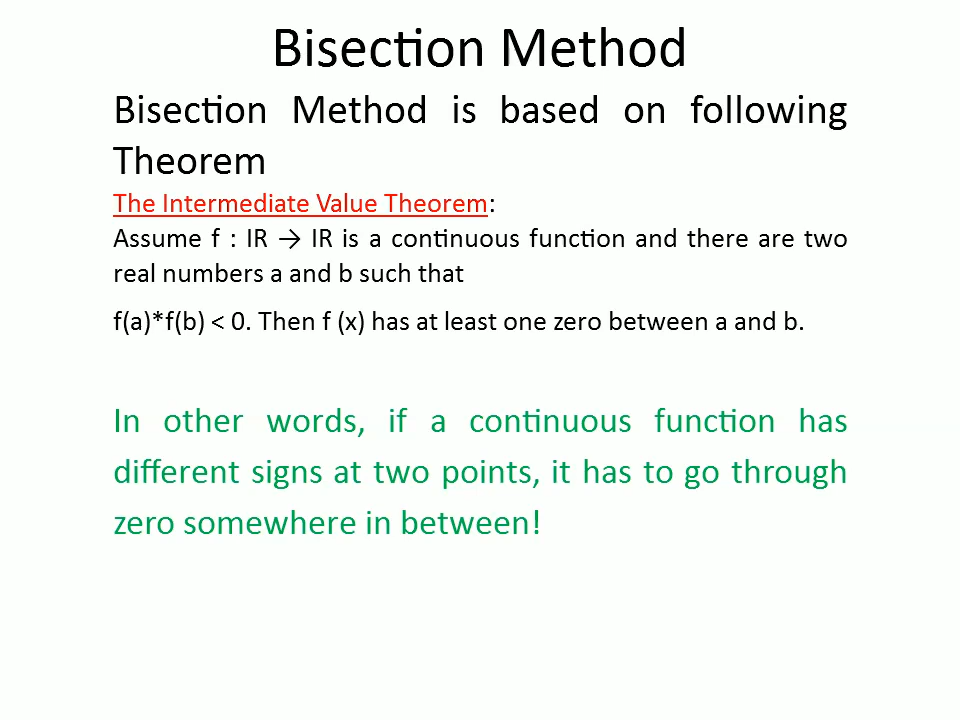 Bisection Method
Bisection Method is based on following
Theorem
The Intermediate Value Theorem:
Assume f : IR → IR is a continuous function and there are two
real numbers a and b such that
f(a)*f(b) < 0. Then f (x) has at least one zero between a and b.
In other words, if a continuous function has
different signs at two points, it has to go through
zero somewhere in between!